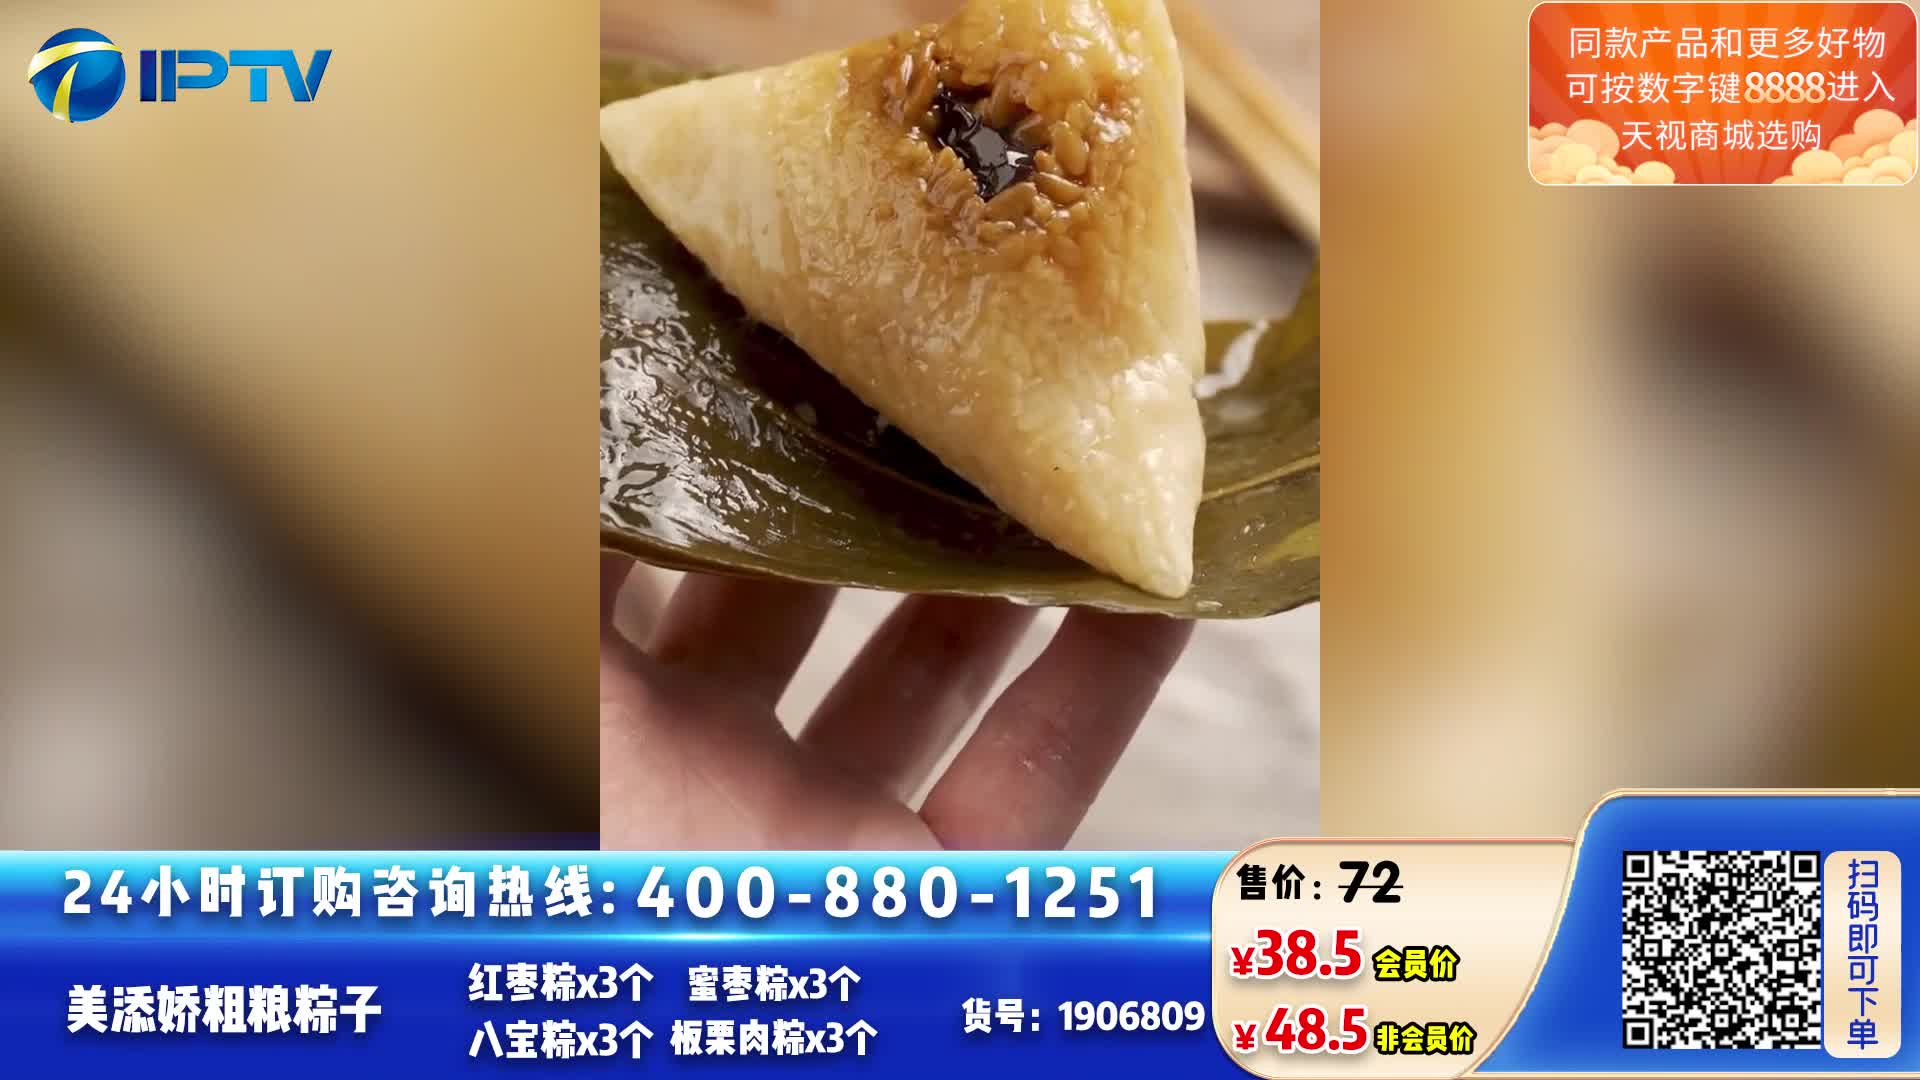 IPTV
同款产品和更多好物
可按数字键8888进入
天视商城选购
24小时订购咨询热线：400-880-1251
美添娇粗粮粽子
红枣粽x3个 蜜枣粽x3个
八宝粽x3个 板栗肉粽x3个
货号：1906809
售价：72
¥38.5 会员价
¥48.5 非会员价
扫码即可下单